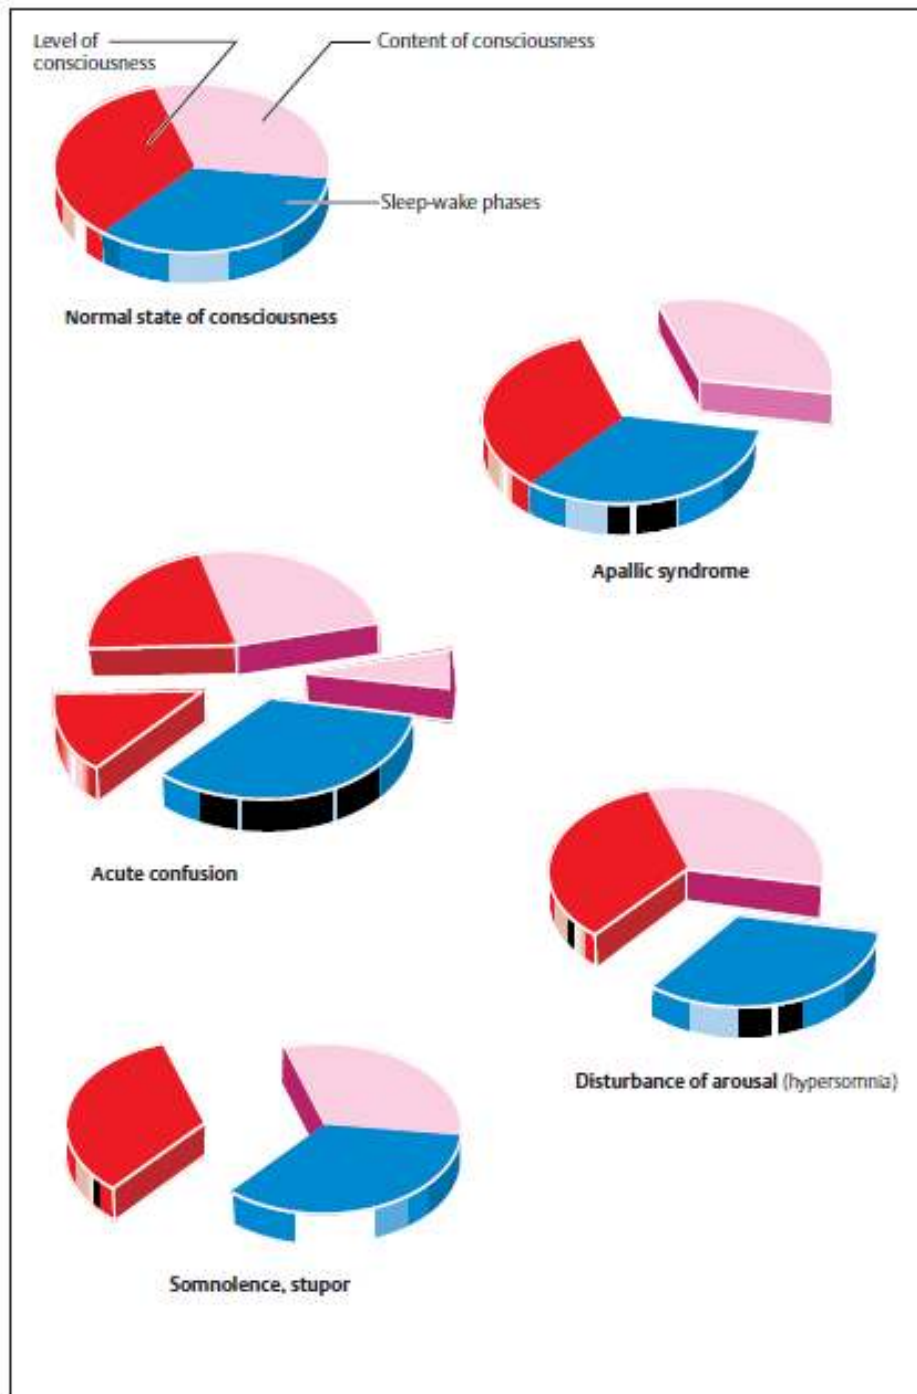 Level of
consciousness
Content of consciousness
Sleep-wake phases
Normal state of consciousness
Apallic syndrome
Acute confusion
Disturbance of arousal (hypersomnia)
Somnolence, stupor